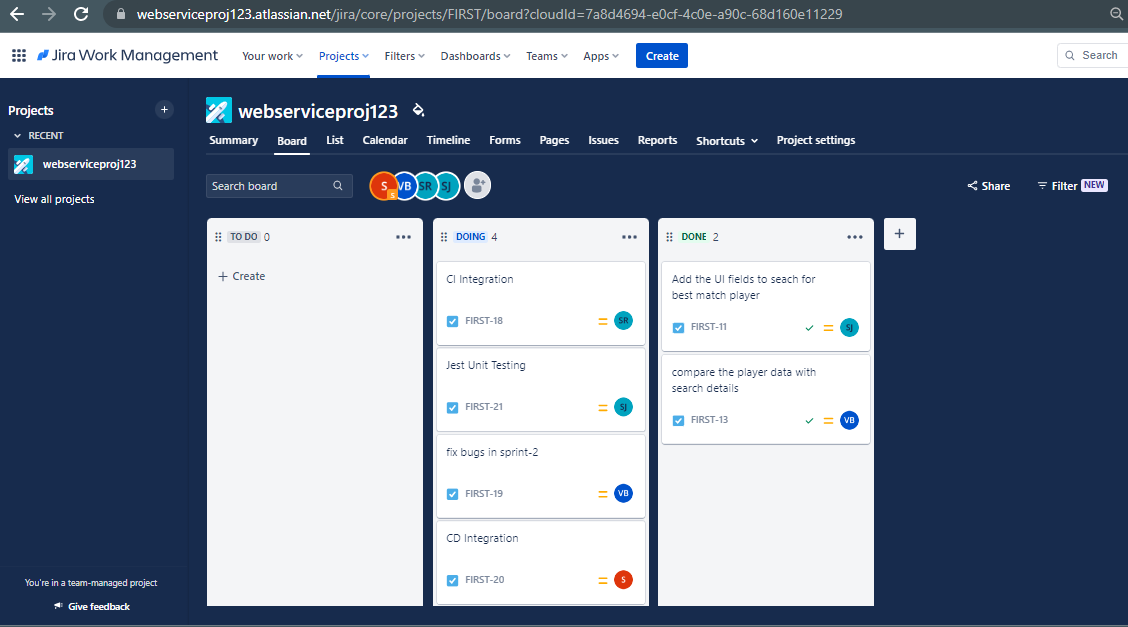 webserviceproj123.atlassian.net/jira/core/projects/FIRST/board?cloudId=7a8d4694-e0cf-4c0e-a90c-68d160e11229
Jira Work Management Your work Projects Filters Dashboards Teams Apps Create Search
Projects +
RECENT
webserviceproj123
View all projects
You're in a team-managed project
Give feedback
webserviceproj123
Summary Board List Calendar Timeline Forms Pages Issues Reports Shortcuts Project settings
Search board S S VB SR SJ Share Filter NEW
TO DO 0
+ Create
DOING 4
CI Integration
FIRST-18 SR
Jest Unit Testing
FIRST-21 SJ
fix bugs in sprint-2
FIRST-19 VB
CD Integration
FIRST-20 S
DONE 2
Add the UI fields to seach for
best match player
FIRST-11 SJ
compare the player data with
search details
FIRST-13 VB
+